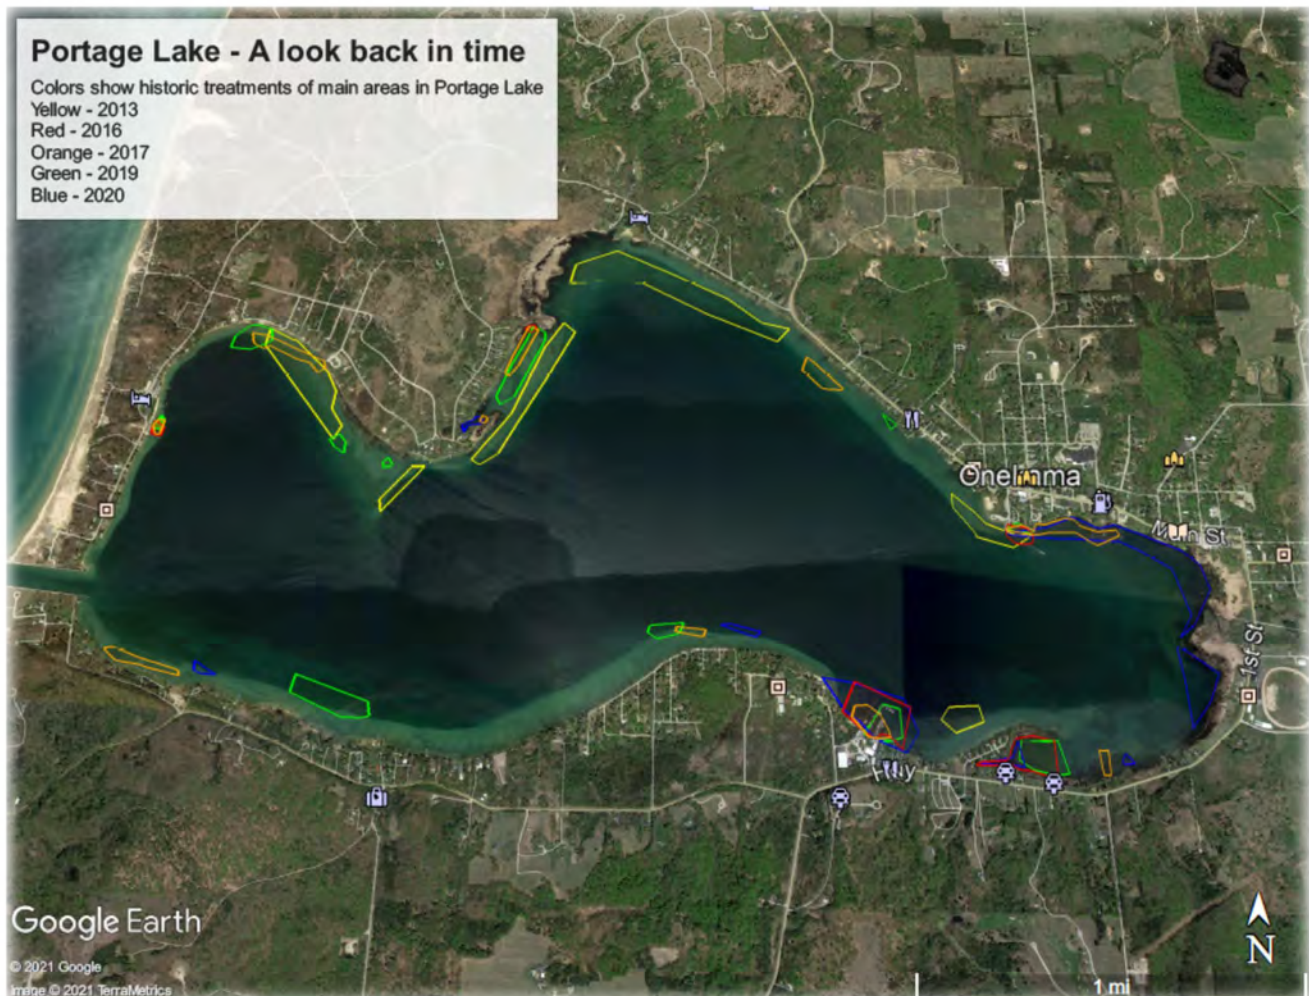 Portage Lake - A look back in time
Colors show historic treatments of main areas in Portage Lake
Yellow - 2013
Red - 2016
Orange - 2017
Green - 2019
Blue - 2020
Main St
1st St
Hwy
Google Earth
© 2021 Google
Image © 2021 TerraMetrics
N
1 mi